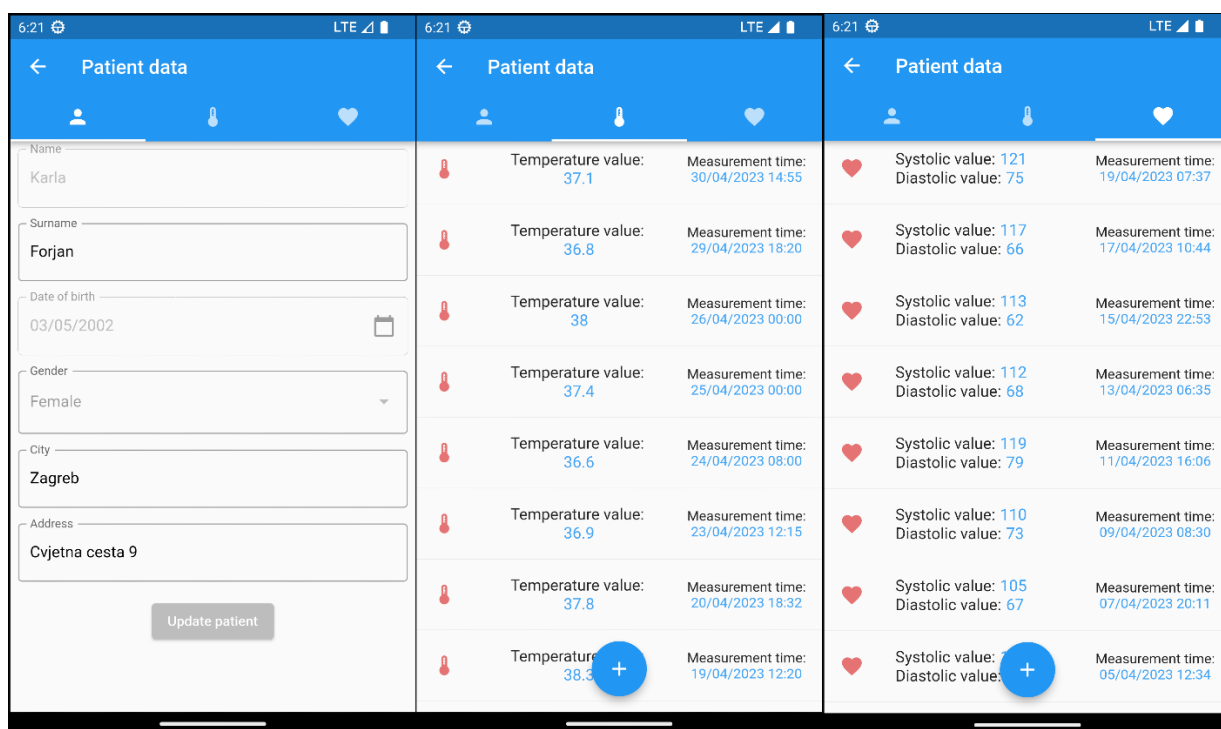 6:21 LTE
Patient data
Name
Karla
Surname
Forjan
Date of birth
03/05/2002
Gender
Female
City
Zagreb
Address
Cvjetna cesta 9
Update patient
6:21 LTE
Patient data
Temperature value: Measurement time:
37.1 30/04/2023 14:55
Temperature value: Measurement time:
36.8 29/04/2023 18:20
Temperature value: Measurement time:
38 26/04/2023 00:00
Temperature value: Measurement time:
37.4 25/04/2023 00:00
Temperature value: Measurement time:
36.6 24/04/2023 08:00
Temperature value: Measurement time:
36.9 23/04/2023 12:15
Temperature value: Measurement time:
37.8 20/04/2023 18:32
Temperature Measurement time:
38.3 19/04/2023 12:20
+
6:21 LTE
Patient data
Systolic value: 121 Measurement time:
Diastolic value: 75 19/04/2023 07:37
Systolic value: 117 Measurement time:
Diastolic value: 66 17/04/2023 10:44
Systolic value: 113 Measurement time:
Diastolic value: 62 15/04/2023 22:53
Systolic value: 112 Measurement time:
Diastolic value: 68 13/04/2023 06:35
Systolic value: 119 Measurement time:
Diastolic value: 79 11/04/2023 16:06
Systolic value: 110 Measurement time:
Diastolic value: 73 09/04/2023 08:30
Systolic value: 105 Measurement time:
Diastolic value: 67 07/04/2023 20:11
Systolic value: Measurement time:
Diastolic value: 05/04/2023 12:34
+